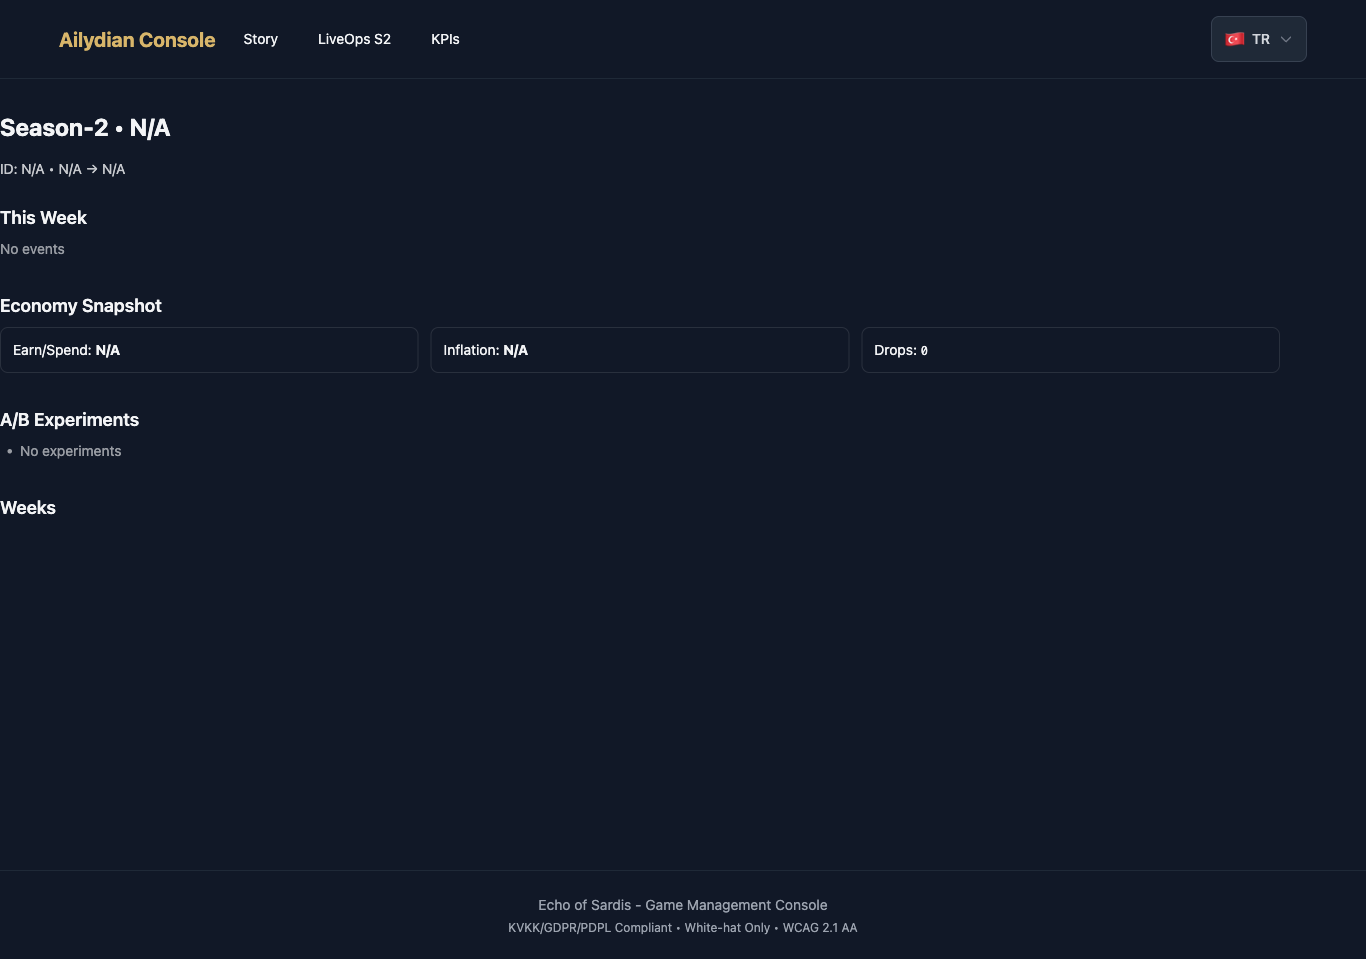 Ailydian Console Story LiveOps S2 KPIs 🇹🇷 TR
Season-2 • N/A
ID: N/A • N/A → N/A
This Week
No events
Economy Snapshot
Earn/Spend: N/A Inflation: N/A Drops: 0
A/B Experiments
• No experiments
Weeks
Echo of Sardis - Game Management Console
KVKK/GDPR/PDPL Compliant • White-hat Only • WCAG 2.1 AA